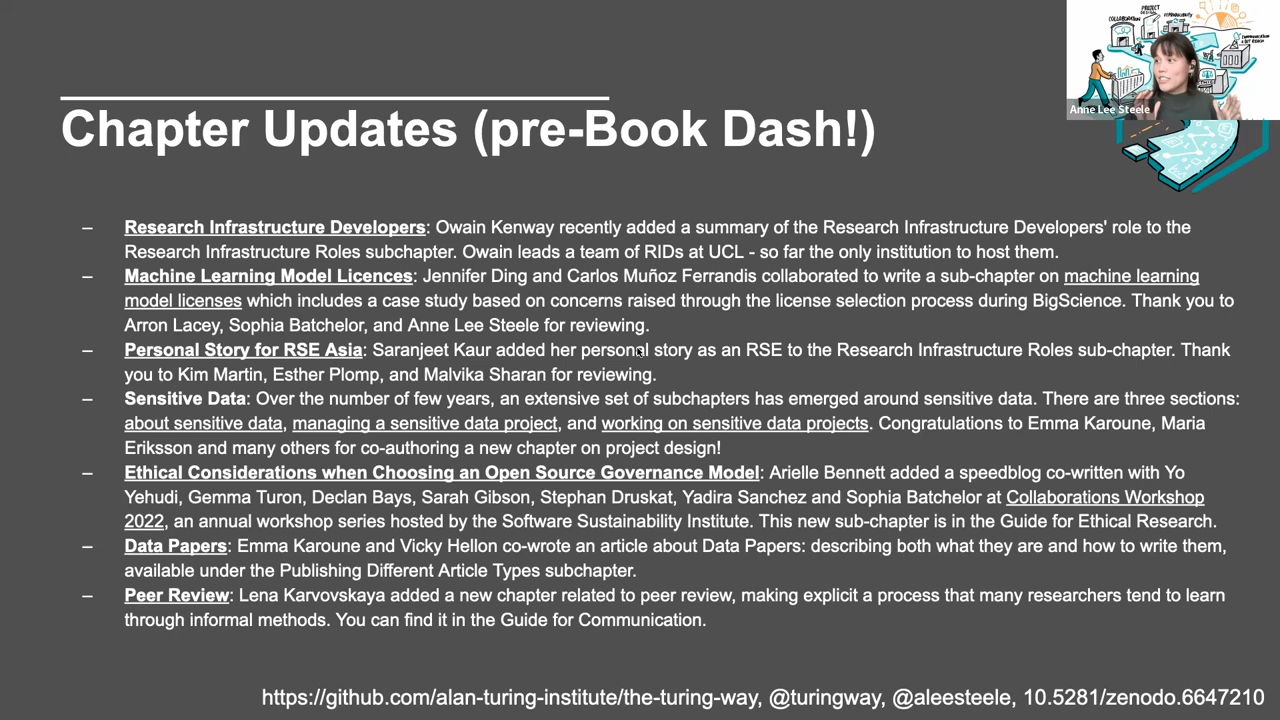 COLLABORATION
PROJECT
DESIGN
REPRODUCIBILITY
COMMUNICATION
Anne Lee Steele
Chapter Updates (pre-Book Dash!)
– Research Infrastructure Developers: Owain Kenway recently added a summary of the Research Infrastructure Developers' role to the
Research Infrastructure Roles subchapter. Owain leads a team of RIDs at UCL - so far the only institution to host them.
– Machine Learning Model Licences: Jennifer Ding and Carlos Muñoz Ferrandis collaborated to write a sub-chapter on machine learning
model licenses which includes a case study based on concerns raised through the license selection process during BigScience. Thank you to
Arron Lacey, Sophia Batchelor, and Anne Lee Steele for reviewing.
– Personal Story for RSE Asia: Saranjeet Kaur added her personal story as an RSE to the Research Infrastructure Roles sub-chapter. Thank
you to Kim Martin, Esther Plomp, and Malvika Sharan for reviewing.
– Sensitive Data: Over the number of few years, an extensive set of subchapters has emerged around sensitive data. There are three sections:
about sensitive data, managing a sensitive data project, and working on sensitive data projects. Congratulations to Emma Karoune, Maria
Eriksson and many others for co-authoring a new chapter on project design!
– Ethical Considerations when Choosing an Open Source Governance Model: Arielle Bennett added a speedblog co-written with Yo
Yehudi, Gemma Turon, Declan Bays, Sarah Gibson, Stephan Druskat, Yadira Sanchez and Sophia Batchelor at Collaborations Workshop
2022, an annual workshop series hosted by the Software Sustainability Institute. This new sub-chapter is in the Guide for Ethical Research.
– Data Papers: Emma Karoune and Vicky Hellon co-wrote an article about Data Papers: describing both what they are and how to write them,
available under the Publishing Different Article Types subchapter.
– Peer Review: Lena Karvovskaya added a new chapter related to peer review, making explicit a process that many researchers tend to learn
through informal methods. You can find it in the Guide for Communication.
https://github.com/alan-turing-institute/the-turing-way, @turingway, @aleesteele, 10.5281/zenodo.6647210